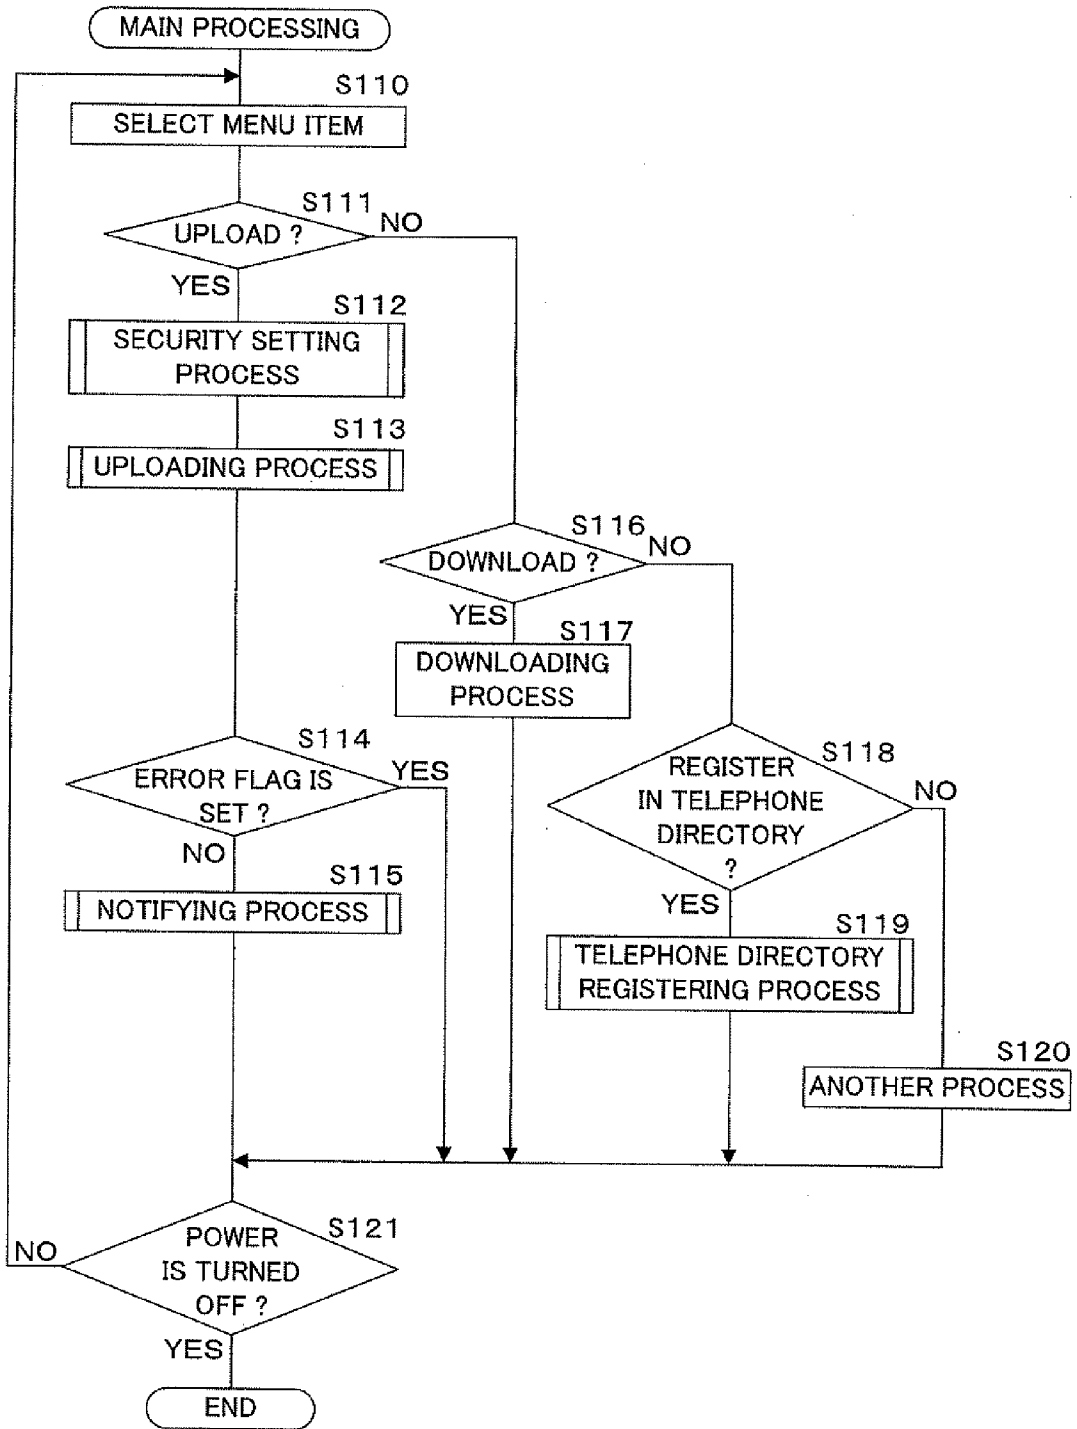 MAIN PROCESSING
S110
SELECT MENU ITEM
S111
UPLOAD ?
NO
YES
S112
SECURITY SETTING
PROCESS
S113
UPLOADING PROCESS
S116
DOWNLOAD ?
NO
YES
S117
DOWNLOADING
PROCESS
S114
ERROR FLAG IS
SET ?
YES
NO
S115
NOTIFYING PROCESS
S118
REGISTER
IN TELEPHONE
DIRECTORY
?
NO
YES
S119
TELEPHONE DIRECTORY
REGISTERING PROCESS
S120
ANOTHER PROCESS
S121
POWER
IS TURNED
OFF ?
NO
YES
END